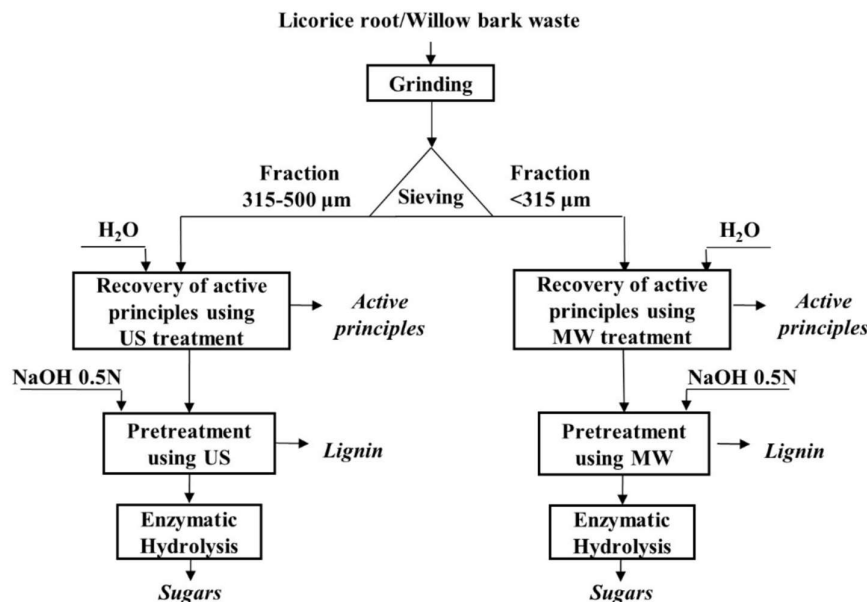 Licorice root/Willow bark waste
Grinding
Fraction
315-500 µm
Sieving
Fraction
<315 µm
H₂O
Recovery of active
principles using
US treatment
Active
principles
NaOH 0.5N
Pretreatment
using US
Lignin
Enzymatic
Hydrolysis
Sugars
H₂O
Recovery of active
principles using
MW treatment
Active
principles
NaOH 0.5N
Pretreatment
using MW
Lignin
Enzymatic
Hydrolysis
Sugars